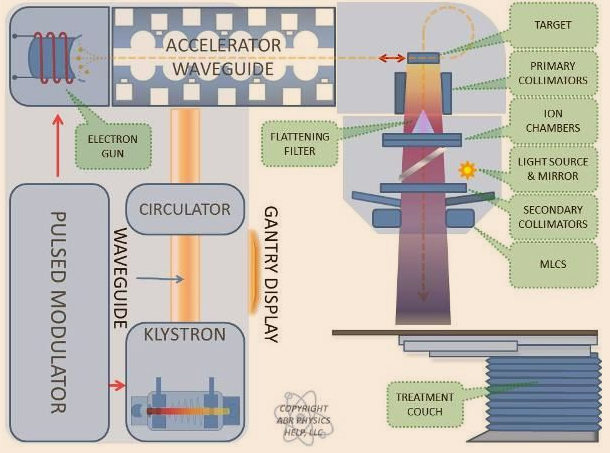 ACCELERATOR
WAVEGUIDE
ELECTRON
GUN
PULSED MODULATOR
CIRCULATOR
WAVEGUIDE
KLYSTRON
GANTRY DISPLAY
FLATTENING
FILTER
TARGET
PRIMARY
COLLIMATORS
ION
CHAMBERS
LIGHT SOURCE
& MIRROR
SECONDARY
COLLIMATORS
MLCS
TREATMENT
COUCH
COPYRIGHT
ABR PHYSICS
HELP, LLC